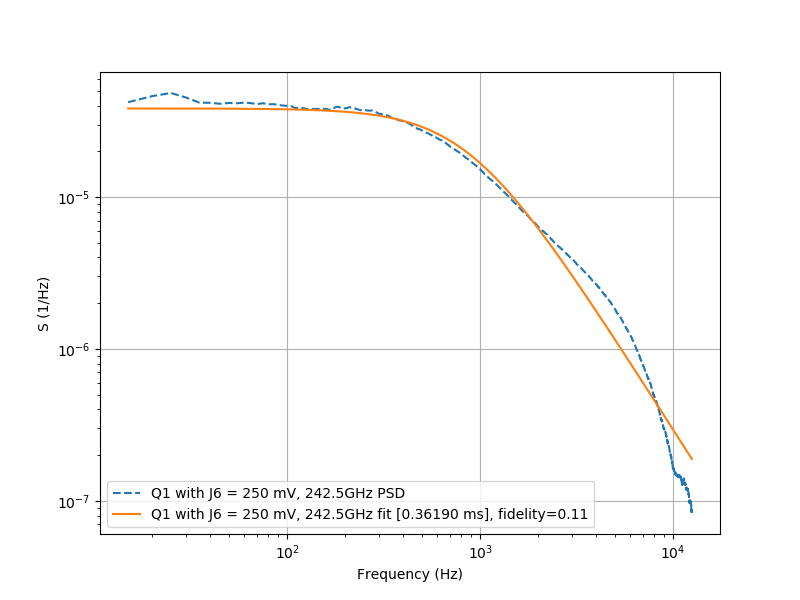 S (1/Hz)
10⁻⁵
10⁻⁶
10⁻⁷
Q1 with J6 = 250 mV, 242.5GHz PSD
Q1 with J6 = 250 mV, 242.5GHz fit [0.36190 ms], fidelity=0.11
10² 10³ 10⁴
Frequency (Hz)